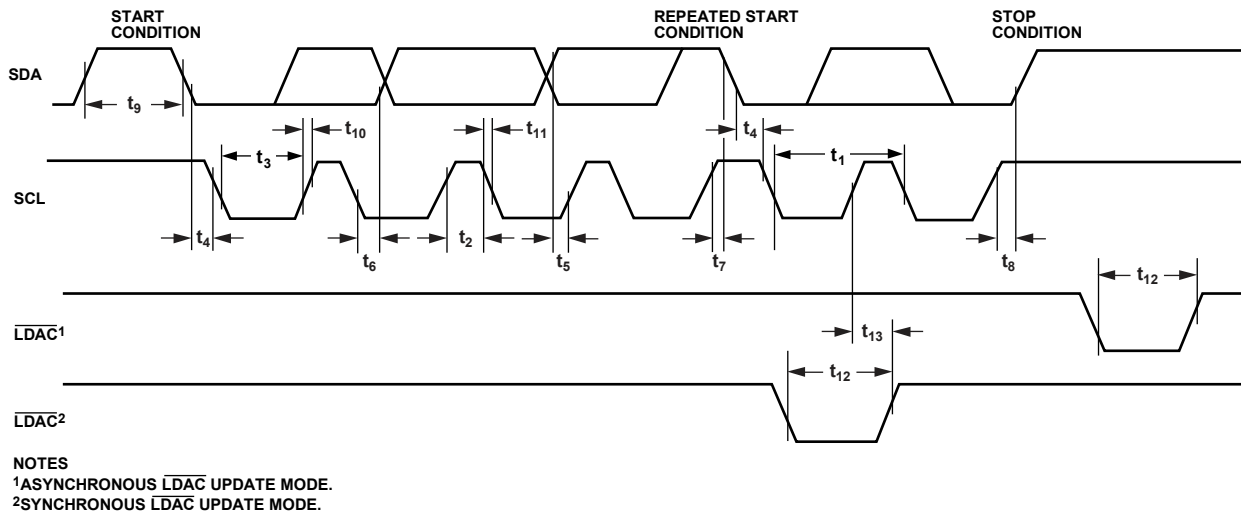 START
CONDITION
REPEATED START
CONDITION
STOP
CONDITION
SDA
t9
t10
t11
t4
t3
t1
SCL
t4
t6
t2
t5
t7
t8
t12
LDAC1
t13
t12
LDAC2
NOTES
1ASYNCHRONOUS LDAC UPDATE MODE.
2SYNCHRONOUS LDAC UPDATE MODE.